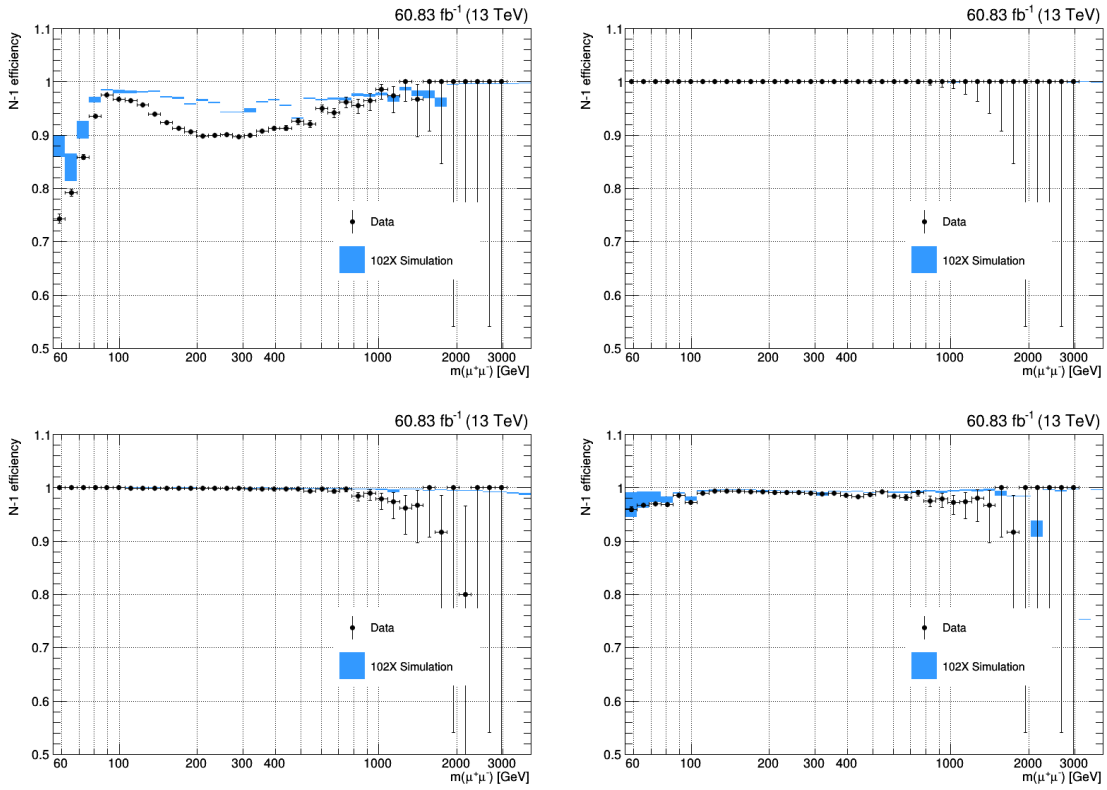 60.83 fb⁻¹ (13 TeV)
N-1 efficiency
1.1
1
0.9
0.8
0.7
0.6
0.5
Data
102X Simulation
60 100 200 300 400 1000 2000 3000
m(μ⁺μ⁻) [GeV]
60.83 fb⁻¹ (13 TeV)
N-1 efficiency
1.1
1
0.9
0.8
0.7
0.6
0.5
Data
102X Simulation
60 100 200 300 400 1000 2000 3000
m(μ⁺μ⁻) [GeV]
60.83 fb⁻¹ (13 TeV)
N-1 efficiency
1.1
1
0.9
0.8
0.7
0.6
0.5
Data
102X Simulation
60 100 200 300 400 1000 2000 3000
m(μ⁺μ⁻) [GeV]
60.83 fb⁻¹ (13 TeV)
N-1 efficiency
1.1
1
0.9
0.8
0.7
0.6
0.5
Data
102X Simulation
60 100 200 300 400 1000 2000 3000
m(μ⁺μ⁻) [GeV]